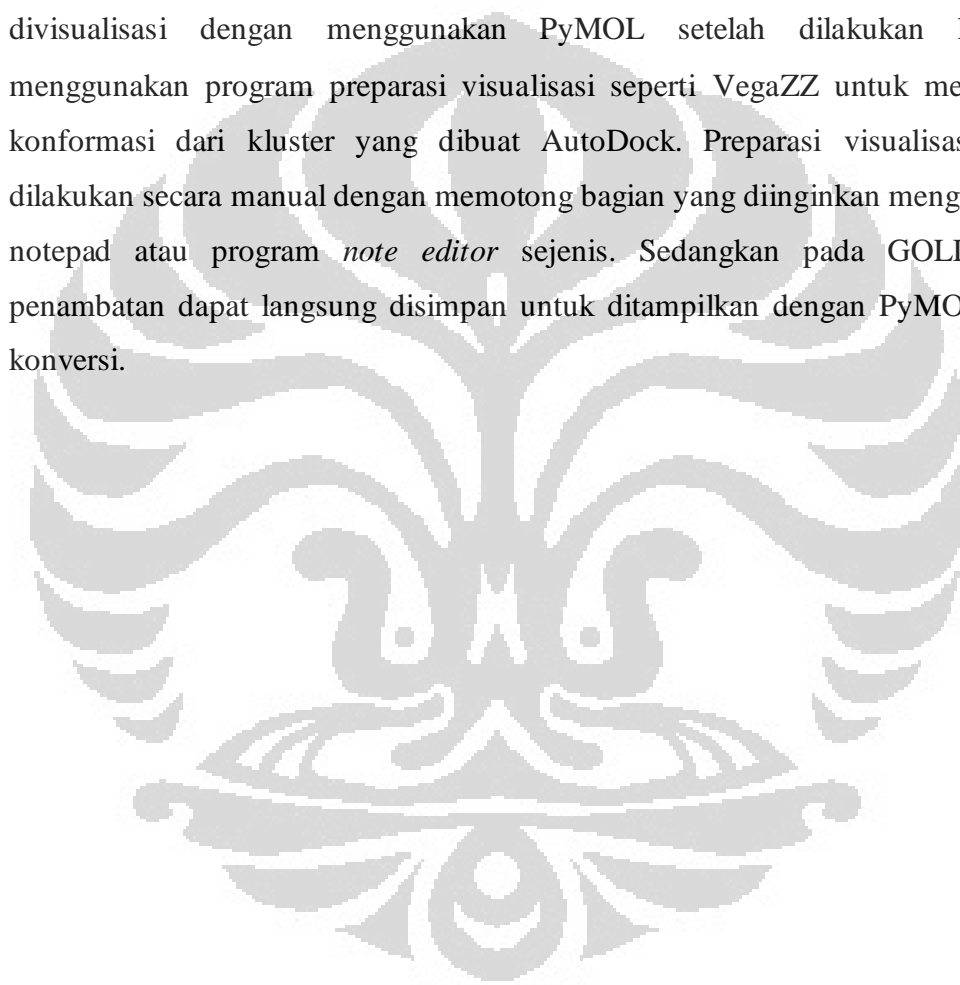 divisualisasi dengan menggunakan PyMOL setelah dilakukan
menggunakan program preparasi visualisasi seperti VegaZZ untuk me
konformasi dari kluster yang dibuat AutoDock. Preparasi visualisas
dilakukan secara manual dengan memotong bagian yang diinginkan meng
notepad atau program note editor sejenis. Sedangkan pada GOLD
penambatan dapat langsung disimpan untuk ditampilkan dengan PyMO
konversi.